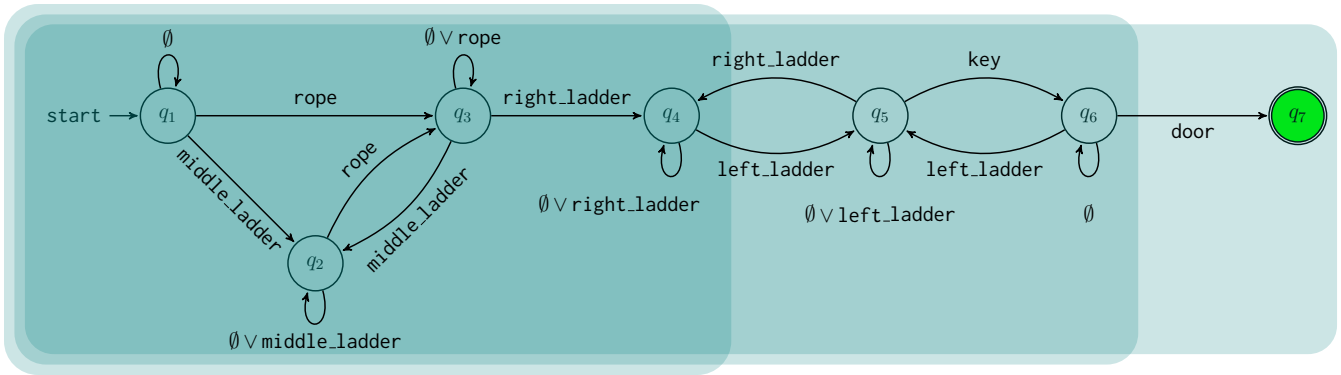 ∅
∅ ∨ rope
right_ladder
key
rope
right_ladder
start
q₁
q₃
q₄
q₅
q₆
q₇
door
middle_ladder
rope
middle_ladder
left_ladder
left_ladder
∅ ∨ right_ladder
∅ ∨ left_ladder
∅
q₂
∅ ∨ middle_ladder